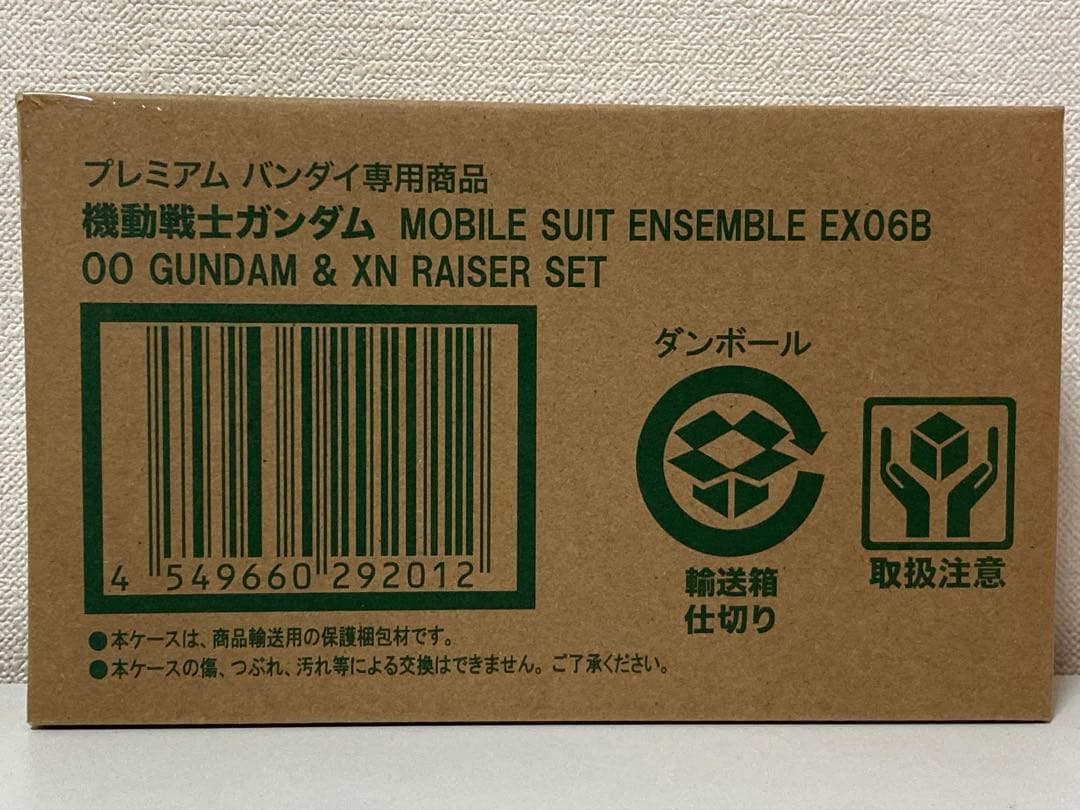 プレミアム バンダイ専用商品
機動戦士ガンダム MOBILE SUIT ENSEMBLE EX06B
00 GUNDAM & XN RAISER SET
ダンボール
4 549660 292012
輸送箱
仕切り
取扱注意
●本ケースは、商品輸送用の保護梱包材です。
●本ケースの傷、つぶれ、汚れ等による交換はできません。ご了承ください。